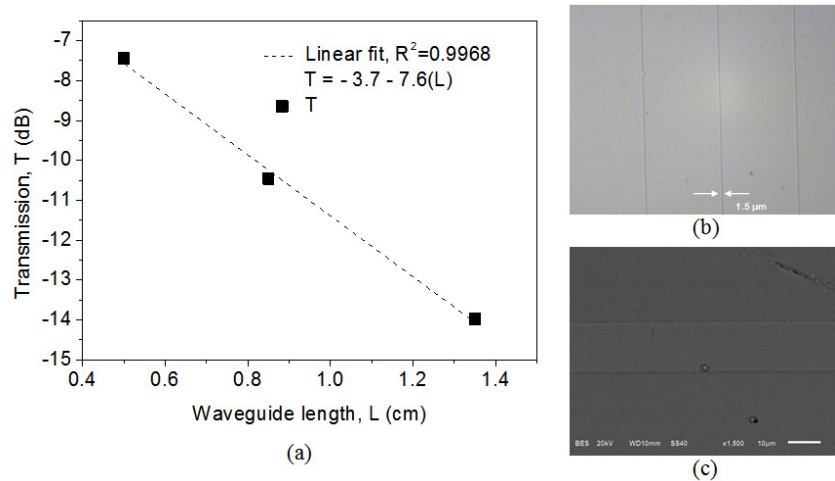 -7
-8
-9
-10
-11
-12
-13
-14
-15
Transmission, T (dB)
Linear fit, R²=0.9968
T = - 3.7 - 7.6(L)
T
0.4 0.6 0.8 1.0 1.2 1.4
Waveguide length, L (cm)
(a)
1.5 µm
(b)
BES 20kV WD10mm SS40 x1,500 10µm
(c)